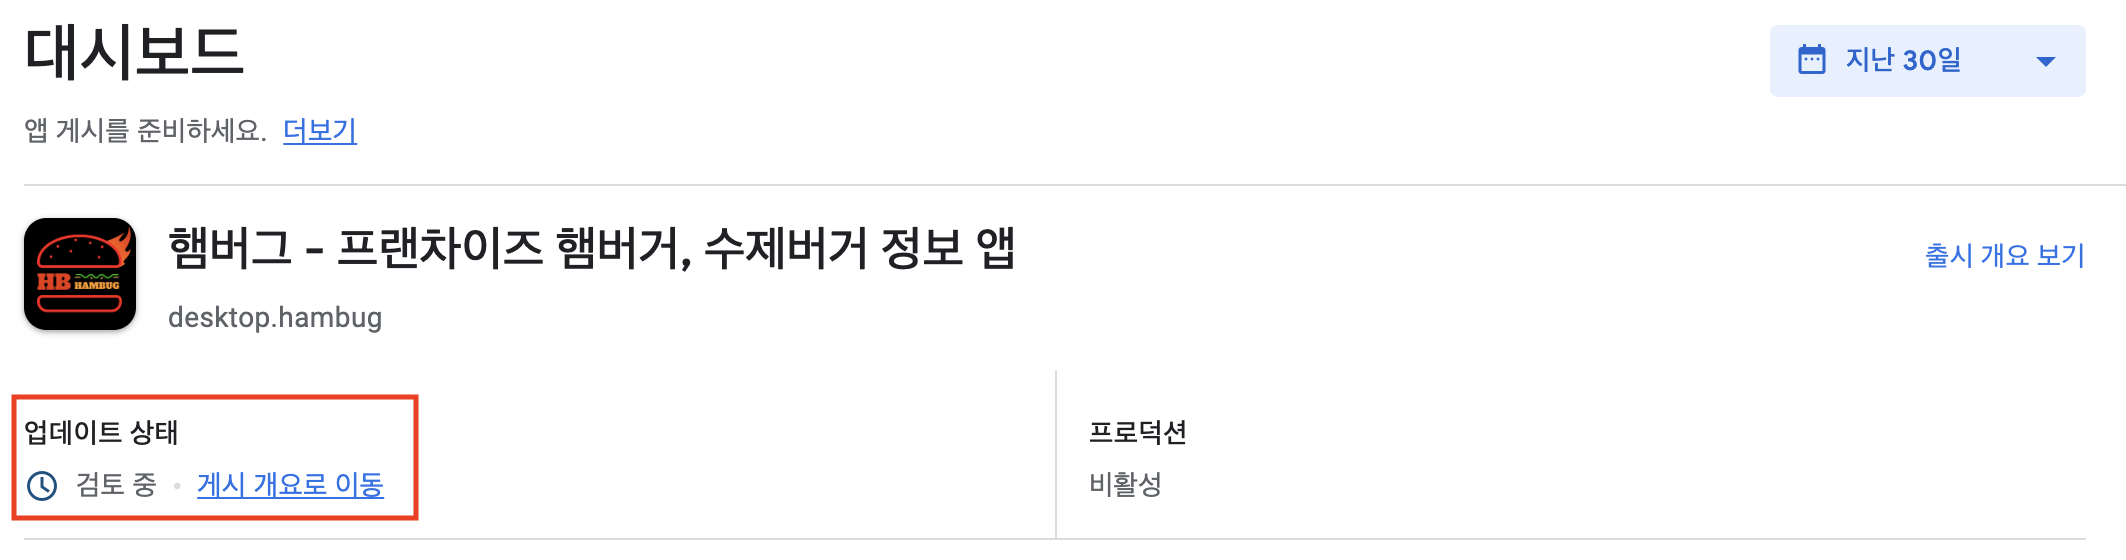 대시보드
지난 30일
앱 게시를 준비하세요. 더보기
햄버그 - 프랜차이즈 햄버거, 수제버거 정보 앱
출시 개요 보기
HB HAMBUG
desktop.hambug
업데이트 상태
검토 중 • 게시 개요로 이동
프로덕션
비활성